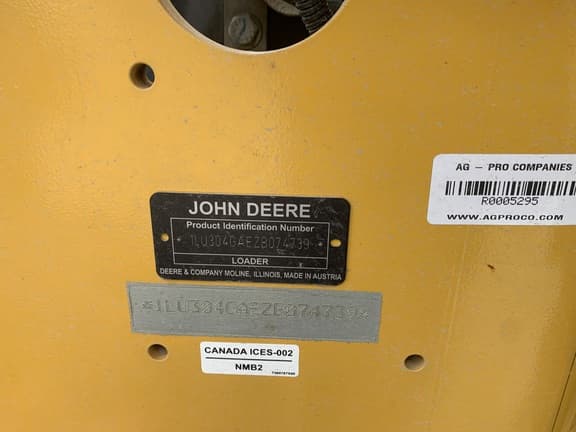 AG - PRO COMPANIES
R0005295
WWW.AGPROCO.COM
JOHN DEERE
Product Identification Number
*1LU304GAEZB074739*
LOADER
DEERE & COMPANY MOLINE, ILLINOIS, MADE IN AUSTRIA
*1LU304GAEZB074739*
CANADA ICES-002
NMB2